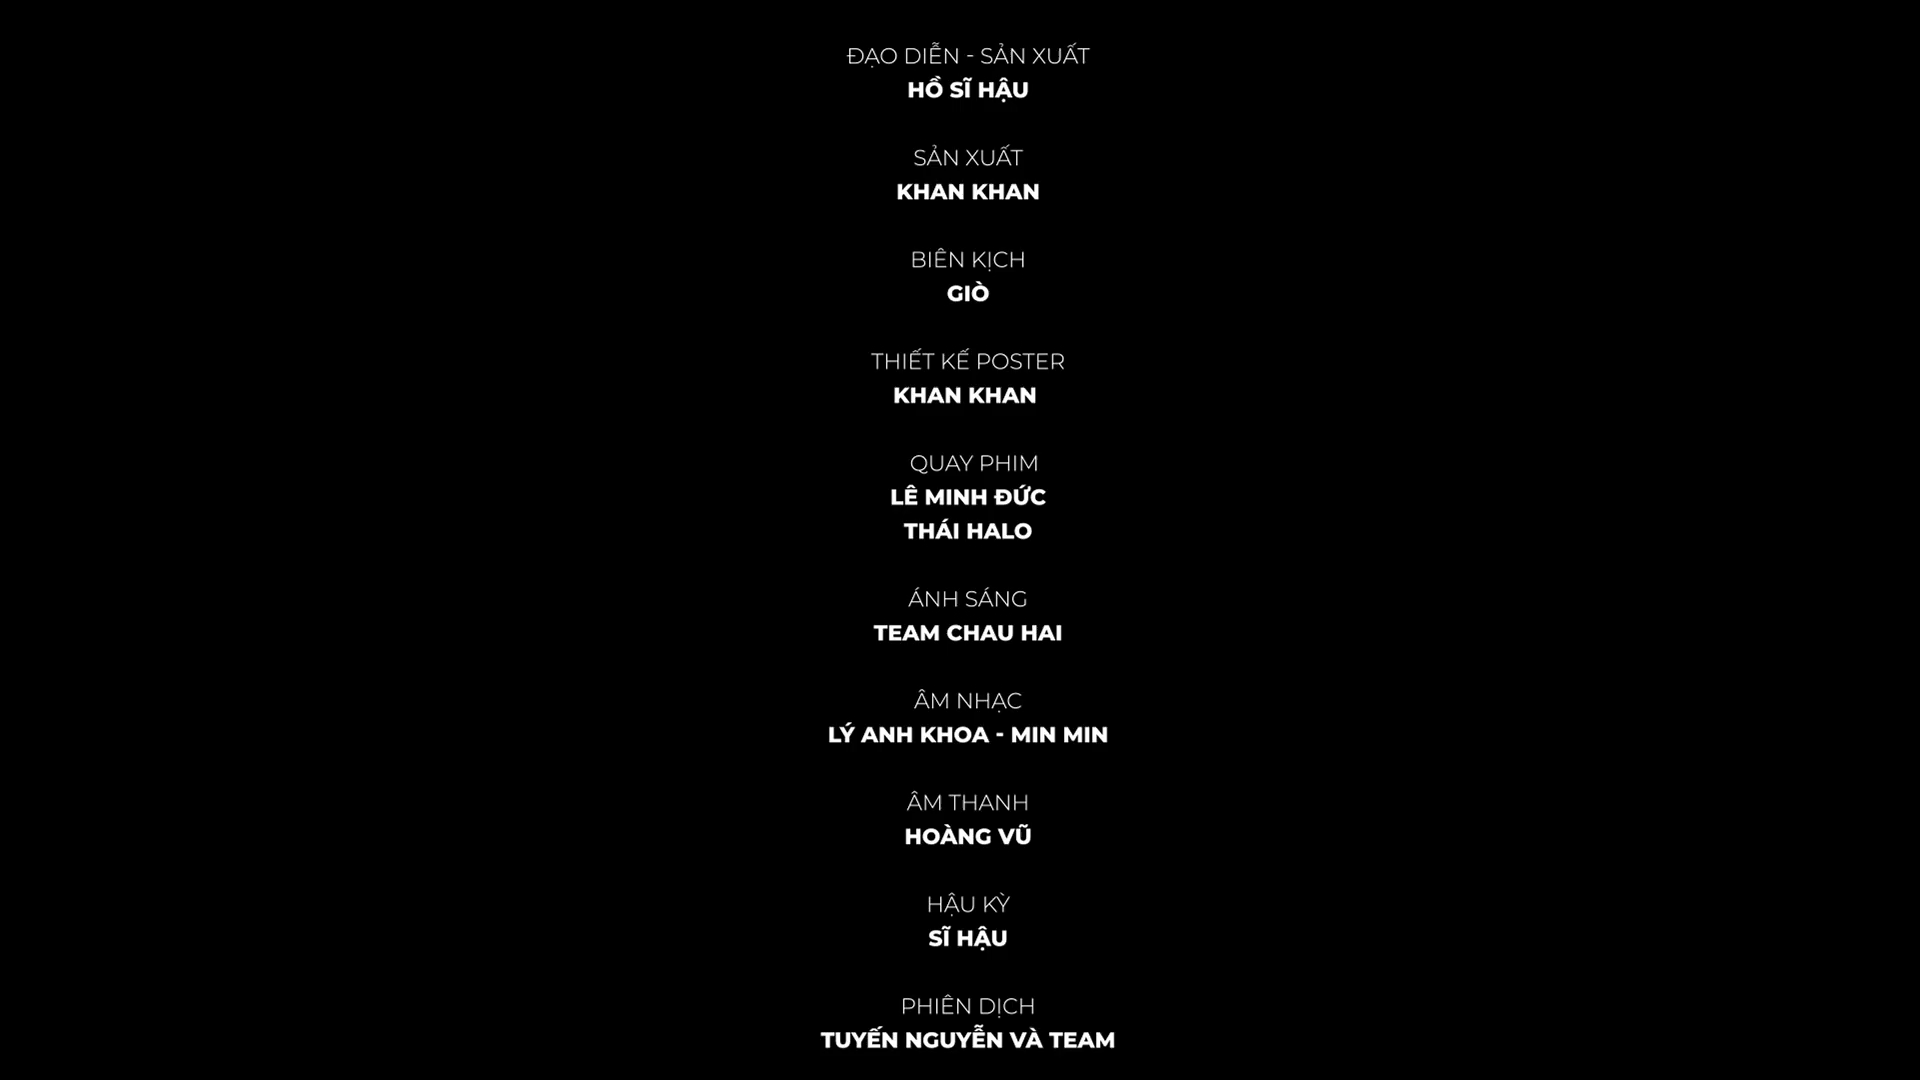 ĐẠO DIỄN - SẢN XUẤT
HỒ SĨ HẬU
SẢN XUẤT
KHAN KHAN
BIÊN KỊCH
GIÒ
THIẾT KẾ POSTER
KHAN KHAN
QUAY PHIM
LÊ MINH ĐỨC
THÁI HALO
ÁNH SÁNG
TEAM CHAU HAI
ÂM NHẠC
LÝ ANH KHOA - MIN MIN
ÂM THANH
HOÀNG VŨ
HẬU KỲ
SĨ HẬU
PHIÊN DỊCH
TUYẾN NGUYỄN VÀ TEAM